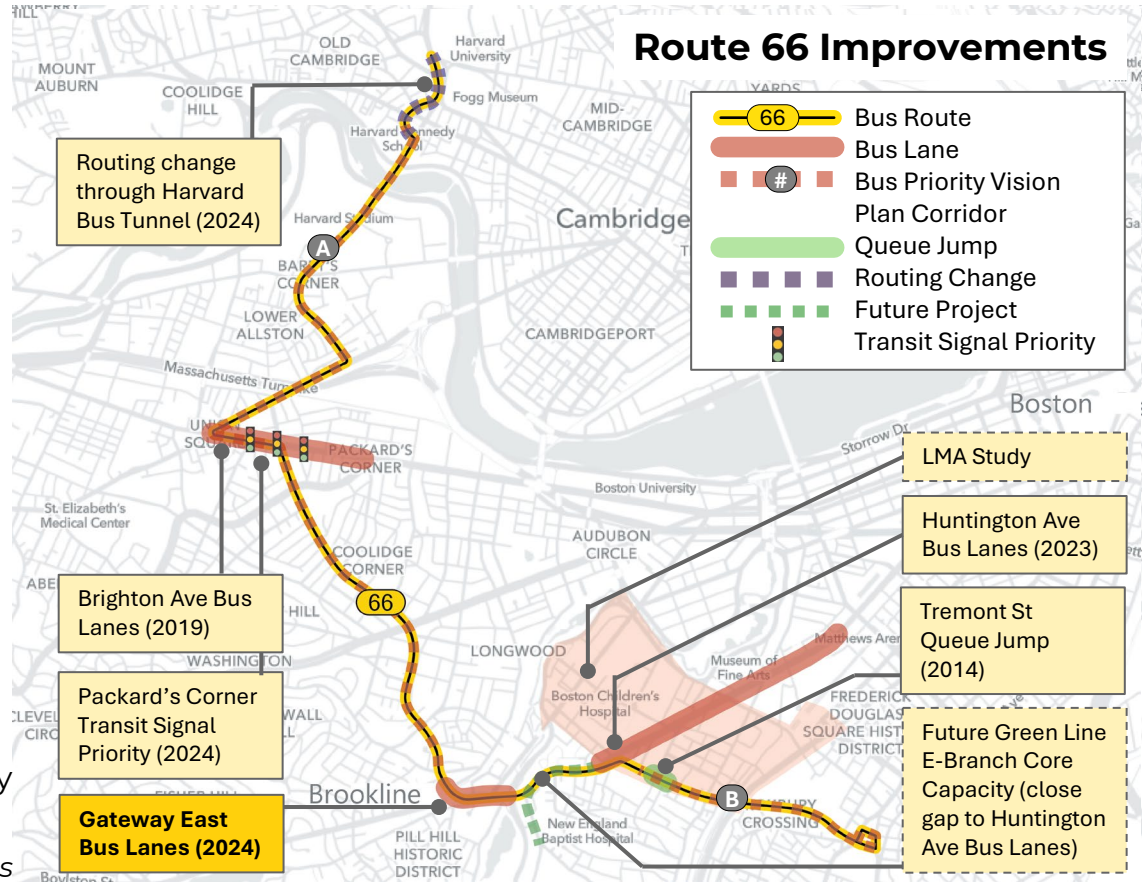 Route 66 Improvements
66
Bus Route
Bus Lane
#
Bus Priority Vision
Plan Corridor
Queue Jump
Routing Change
Future Project
Transit Signal Priority
HILL
OLD
CAMBRIDGE
Harvard
University
MOUNT
AUBURN
COOLIDGE
HILL
Fogg Museum
MID-
CAMBRIDGE
YARDS
Harvard Kennedy
School
Routing change
through Harvard
Bus Tunnel (2024)
Harvard Stadium
Cambridge
A
BARRY'S
CORNER
LOWER
ALLSTON
CAMBRIDGEPORT
Massachusetts Turnpike
Boston
UNION
SQUARE
PACKARD'S
CORNER
Storrow Dr
LMA Study
Boston University
St. Elizabeth's
Medical Center
Huntington Ave
Bus Lanes (2023)
AUDUBON
CIRCLE
COOLIDGE
CORNER
Brighton Ave Bus
Lanes (2019)
HILL
66
Tremont St
Queue Jump
(2014)
WASHINGTON
LONGWOOD
Museum of
Fine Arts
Boston Children's
Hospital
Packard's Corner
Transit Signal
Priority (2024)
FREDERICK
DOUGLAS
SQUARE HIST
DISTRICT
Future Green Line
E-Branch Core
Capacity (close
gap to Huntington
Ave Bus Lanes)
Brookline
Gateway East
Bus Lanes (2024)
B
CROSSING
New England
Baptist Hospital
PILL HILL
HISTORIC
DISTRICT